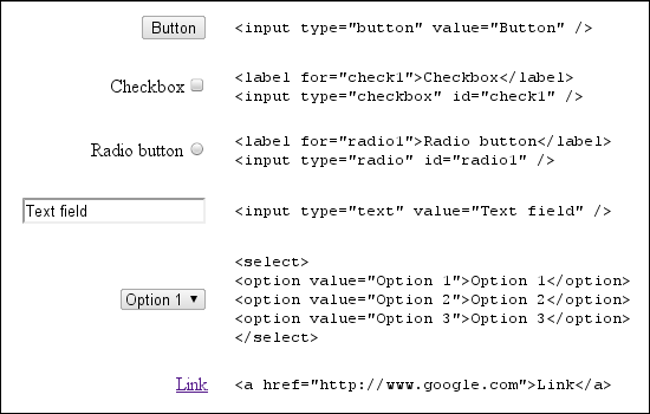 Button <input type="button" value="Button" />
<label for="check1">Checkbox</label>
Checkbox
<input type="checkbox" id="check1" />
<label for="radio1">Radio button</label>
Radio button
<input type="radio" id="radio1" />
Text field <input type="text" value="Text field" />
<select>
<option value="Option 1">Option 1</option>
Option 1 ▼ <option value="Option 2">Option 2</option>
<option value="Option 3">Option 3</option>
</select>
Link <a href="http://www.google.com">Link</a>